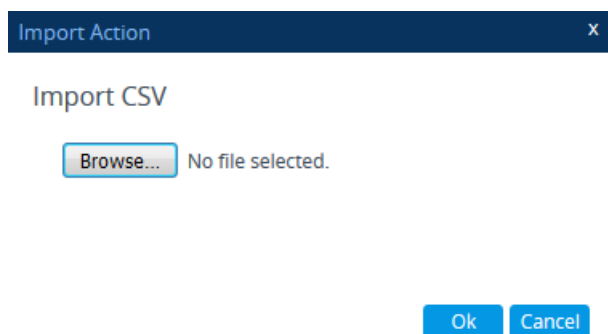 Import Action x
Import CSV
Browse... No file selected.
Ok Cancel